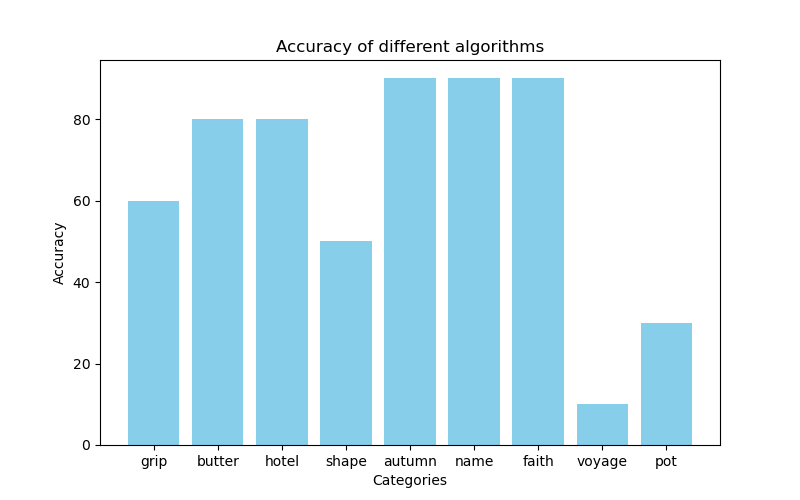 Accuracy of different algorithms
Accuracy
80
60
40
20
0
grip butter hotel shape autumn name faith voyage pot
Categories